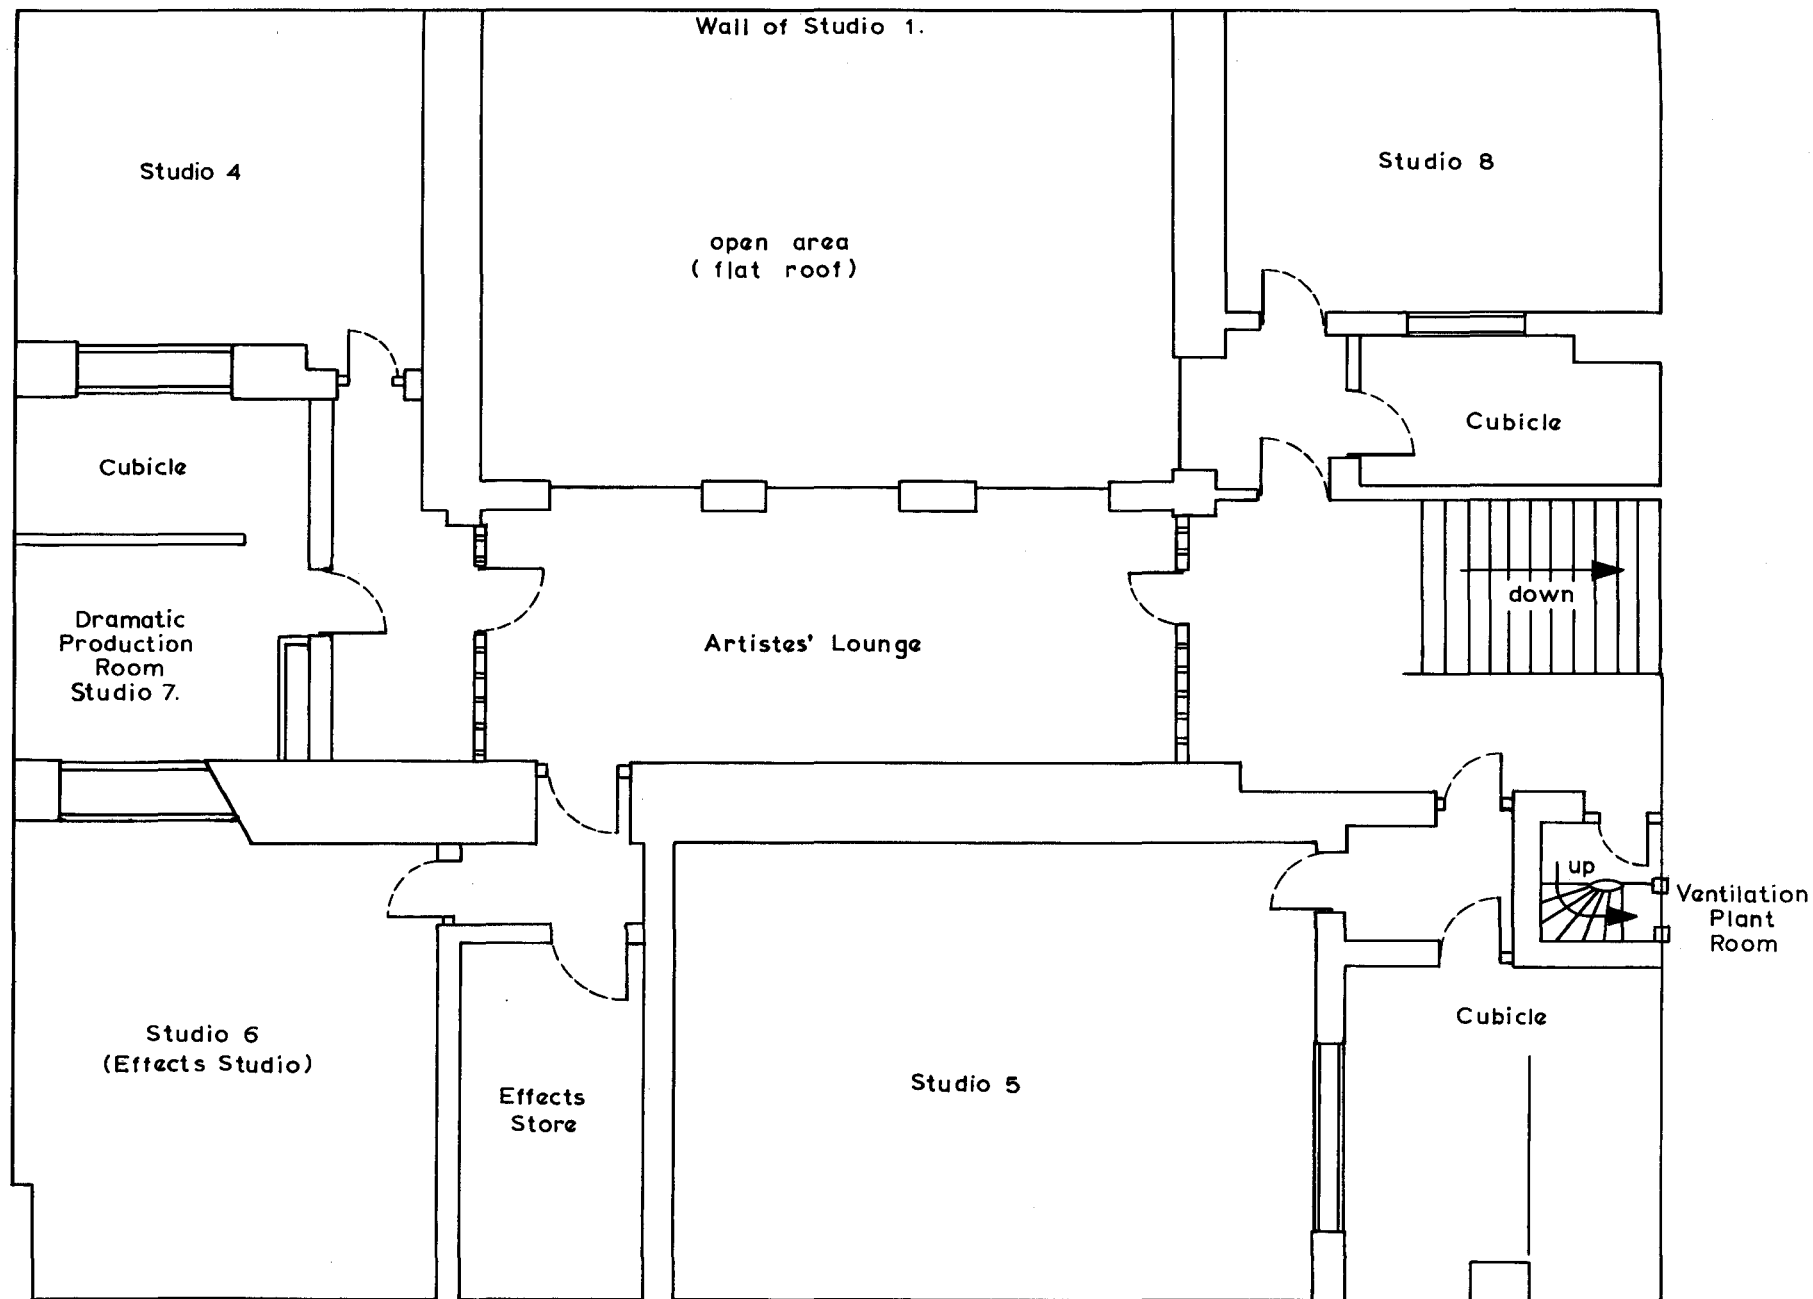 Wall of Studio 1.
Studio 4
Studio 8
open area
( flat roof)
Cubicle
Cubicle
down
Dramatic
Production
Room
Studio 7.
Artistes' Lounge
up
Ventilation
Plant
Room
Studio 6
(Effects Studio)
Effects
Store
Studio 5
Cubicle